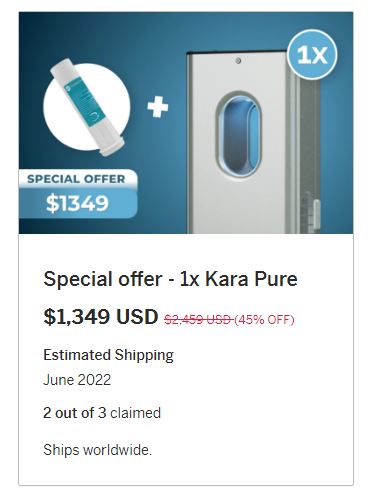 1X
+
SPECIAL OFFER
$1349
Special offer - 1x Kara Pure
$1,349 USD $2,459 USD (45% OFF)
Estimated Shipping
June 2022
2 out of 3 claimed
Ships worldwide.